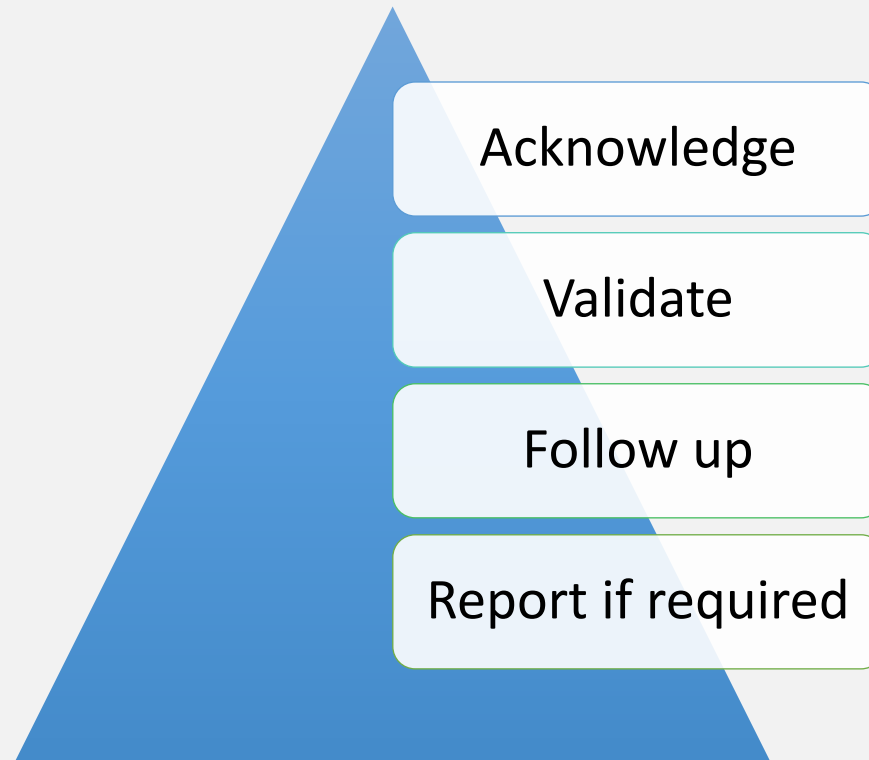 Acknowledge
Validate
Follow up
Report if required